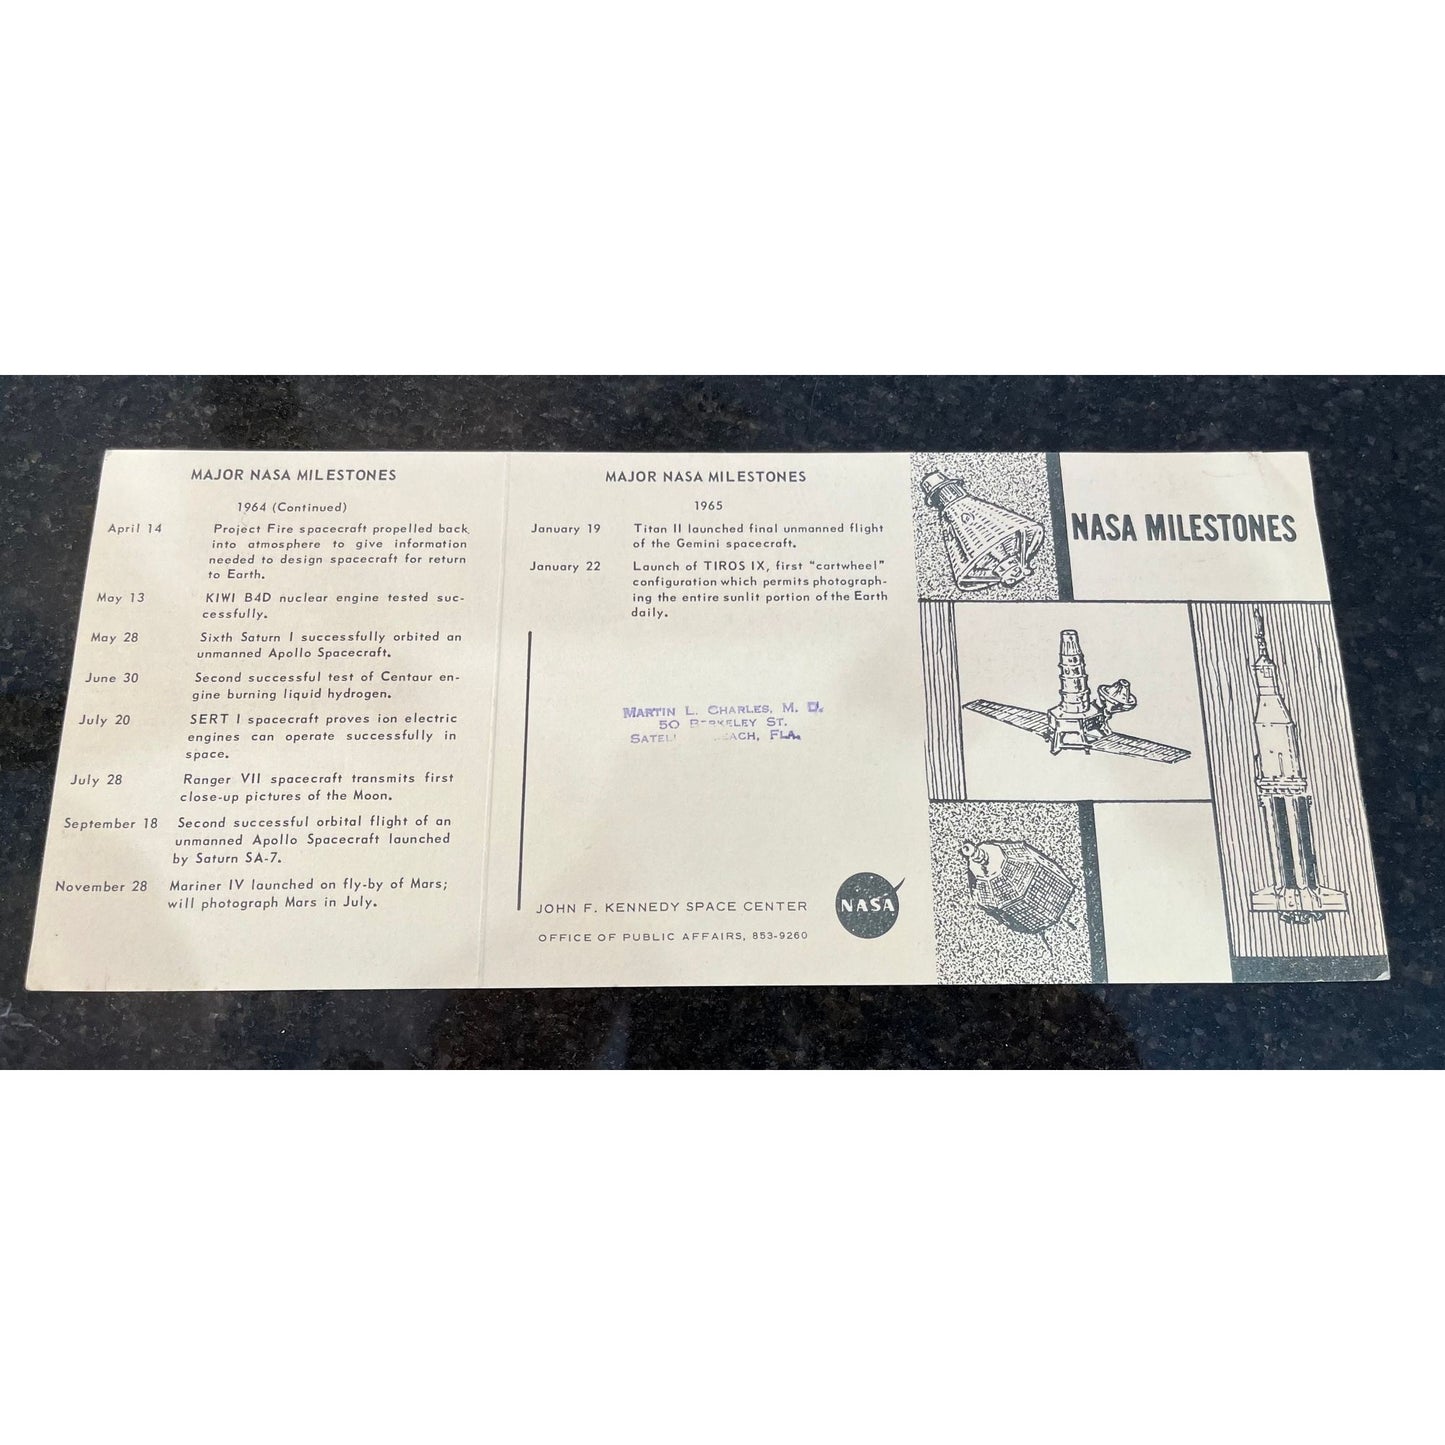 MAJOR NASA MILESTONES
1964 (Continued)
April 14 Project Fire spacecraft propelled back
into atmosphere to give information
needed to design spacecraft for return
to Earth.
May 13 KIWI B4D nuclear engine tested suc-
cessfully.
May 28 Sixth Saturn I successfully orbited an
unmanned Apollo Spacecraft.
June 30 Second successful test of Centaur en-
gine burning liquid hydrogen.
July 20 SERT I spacecraft proves ion electric
engines can operate successfully in
space.
July 28 Ranger VII spacecraft transmits first
close-up pictures of the Moon.
September 18 Second successful orbital flight of an
unmanned Apollo Spacecraft launched
by Saturn SA-7.
November 28 Mariner IV launched on fly-by of Mars;
will photograph Mars in July.
MAJOR NASA MILESTONES
1965
January 19 Titan II launched final unmanned flight
of the Gemini spacecraft.
January 22 Launch of TIROS IX, first “cartwheel”
configuration which permits photograph-
ing the entire sunlit portion of the Earth
daily.
MARTIN L. CHARLES, M. D.
50 ST.
FLA.
JOHN F. KENNEDY SPACE CENTER
OFFICE OF PUBLIC AFFAIRS, 853-9260
NASA
NASA MILESTONES